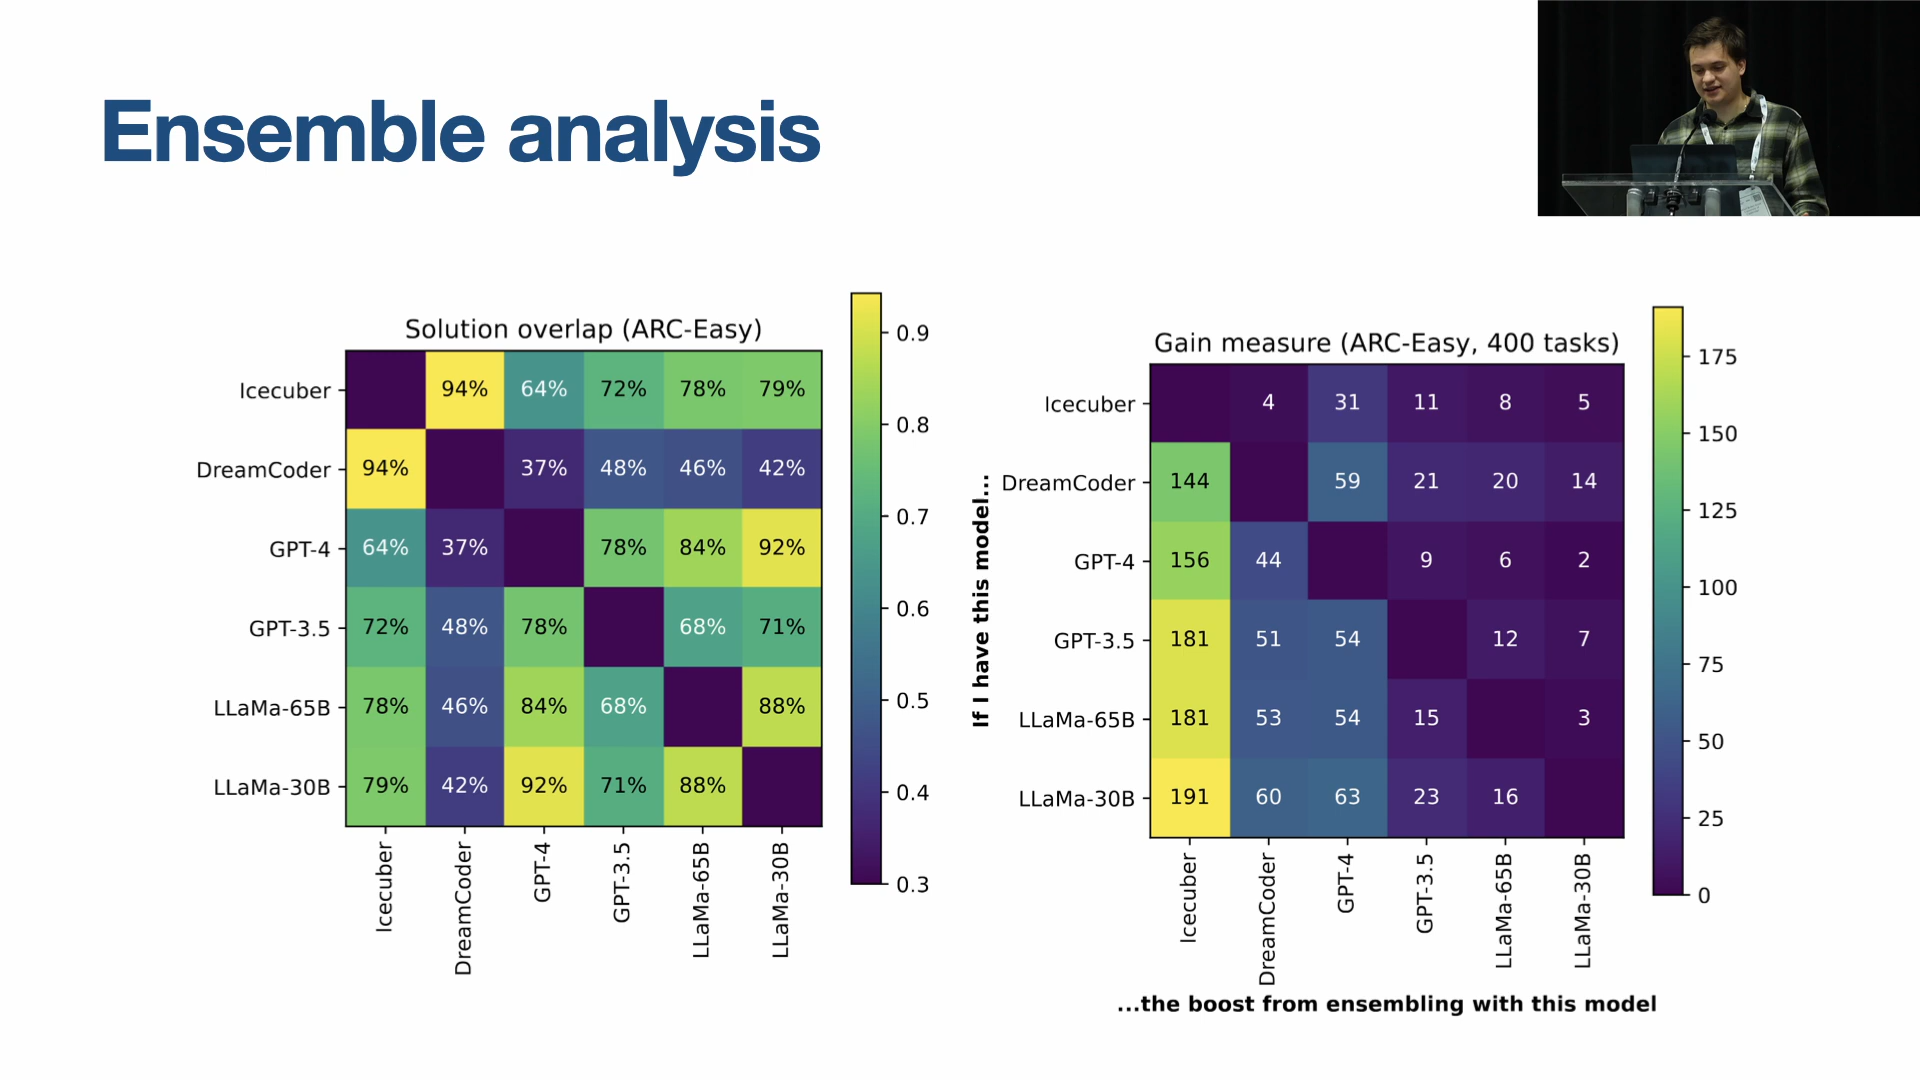 Ensemble analysis
Solution overlap (ARC-Easy)
Icecuber 94% 64% 72% 78% 79%
DreamCoder 94% 37% 48% 46% 42%
GPT-4 64% 37% 78% 84% 92%
GPT-3.5 72% 48% 78% 68% 71%
LLaMa-65B 78% 46% 84% 68% 88%
LLaMa-30B 79% 42% 92% 71% 88%
Icecuber DreamCoder GPT-4 GPT-3.5 LLaMa-65B LLaMa-30B
0.9
0.8
0.7
0.6
0.5
0.4
0.3
Gain measure (ARC-Easy, 400 tasks)
If I have this model...
Icecuber 4 31 11 8 5
DreamCoder 144 59 21 20 14
GPT-4 156 44 9 6 2
GPT-3.5 181 51 54 12 7
LLaMa-65B 181 53 54 15 3
LLaMa-30B 191 60 63 23 16
Icecuber DreamCoder GPT-4 GPT-3.5 LLaMa-65B LLaMa-30B
...the boost from ensembling with this model
175
150
125
100
75
50
25
0